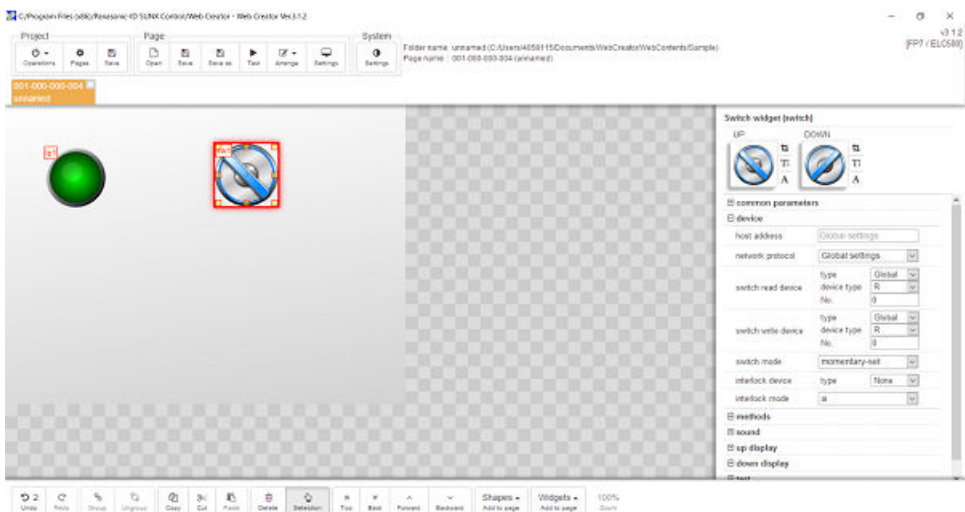 C:/Program Files (x86)/Panasonic-ID SUNX Control/Web Creator - Web Creator Ver.3.1.2
Project
Page
System
v3.1.2
[FP7 / ELC500]
Operations
Pages
Save
Open
Save
Save as
Test
Arrange
Settings
Settings
Folder name: unnamed (C:/Users/4058115/Documents/WebCreator/WebContents/Sample)
Page name : 001-000-000-004 (unnamed)
001-000-000-004
unnamed
Switch widget (switch)
UP
DOWN
common parameters
device
host address Global settings
network protocol Global settings
type Global
switch read device device type R
No. 0
type Global
switch write device device type R
No. 0
switch mode momentary-set
interlock device type None
interlock mode a
methods
sound
up display
down display
text
2
Undo
Redo
Group
Ungroup
Copy
Cut
Paste
Delete
Selection
Top
Back
Forward
Backward
Shapes
Add to page
Widgets
Add to page
100%
Zoom